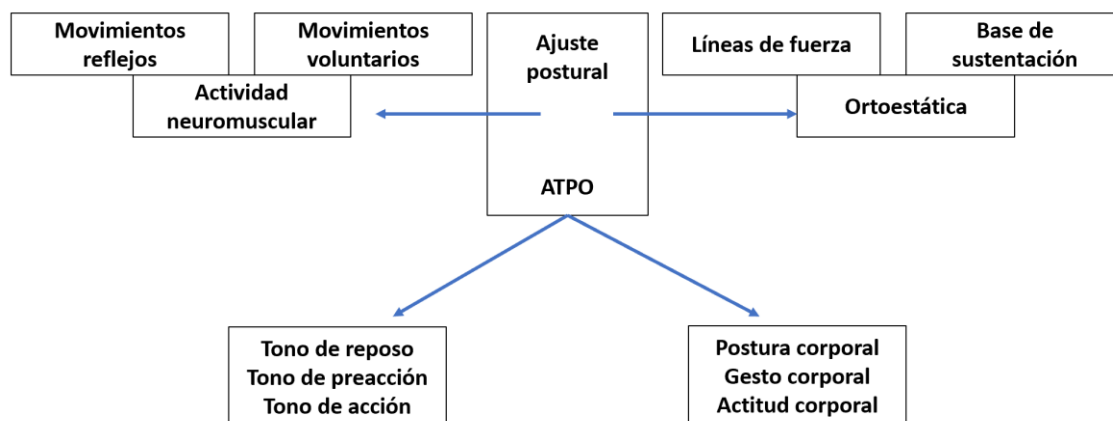 Movimientos
reflejos
Movimientos
voluntarios
Actividad
neuromuscular
Ajuste
postural
ATPO
Líneas de fuerza
Base de
sustentación
Ortoestática
Tono de reposo
Tono de preacción
Tono de acción
Postura corporal
Gesto corporal
Actitud corporal